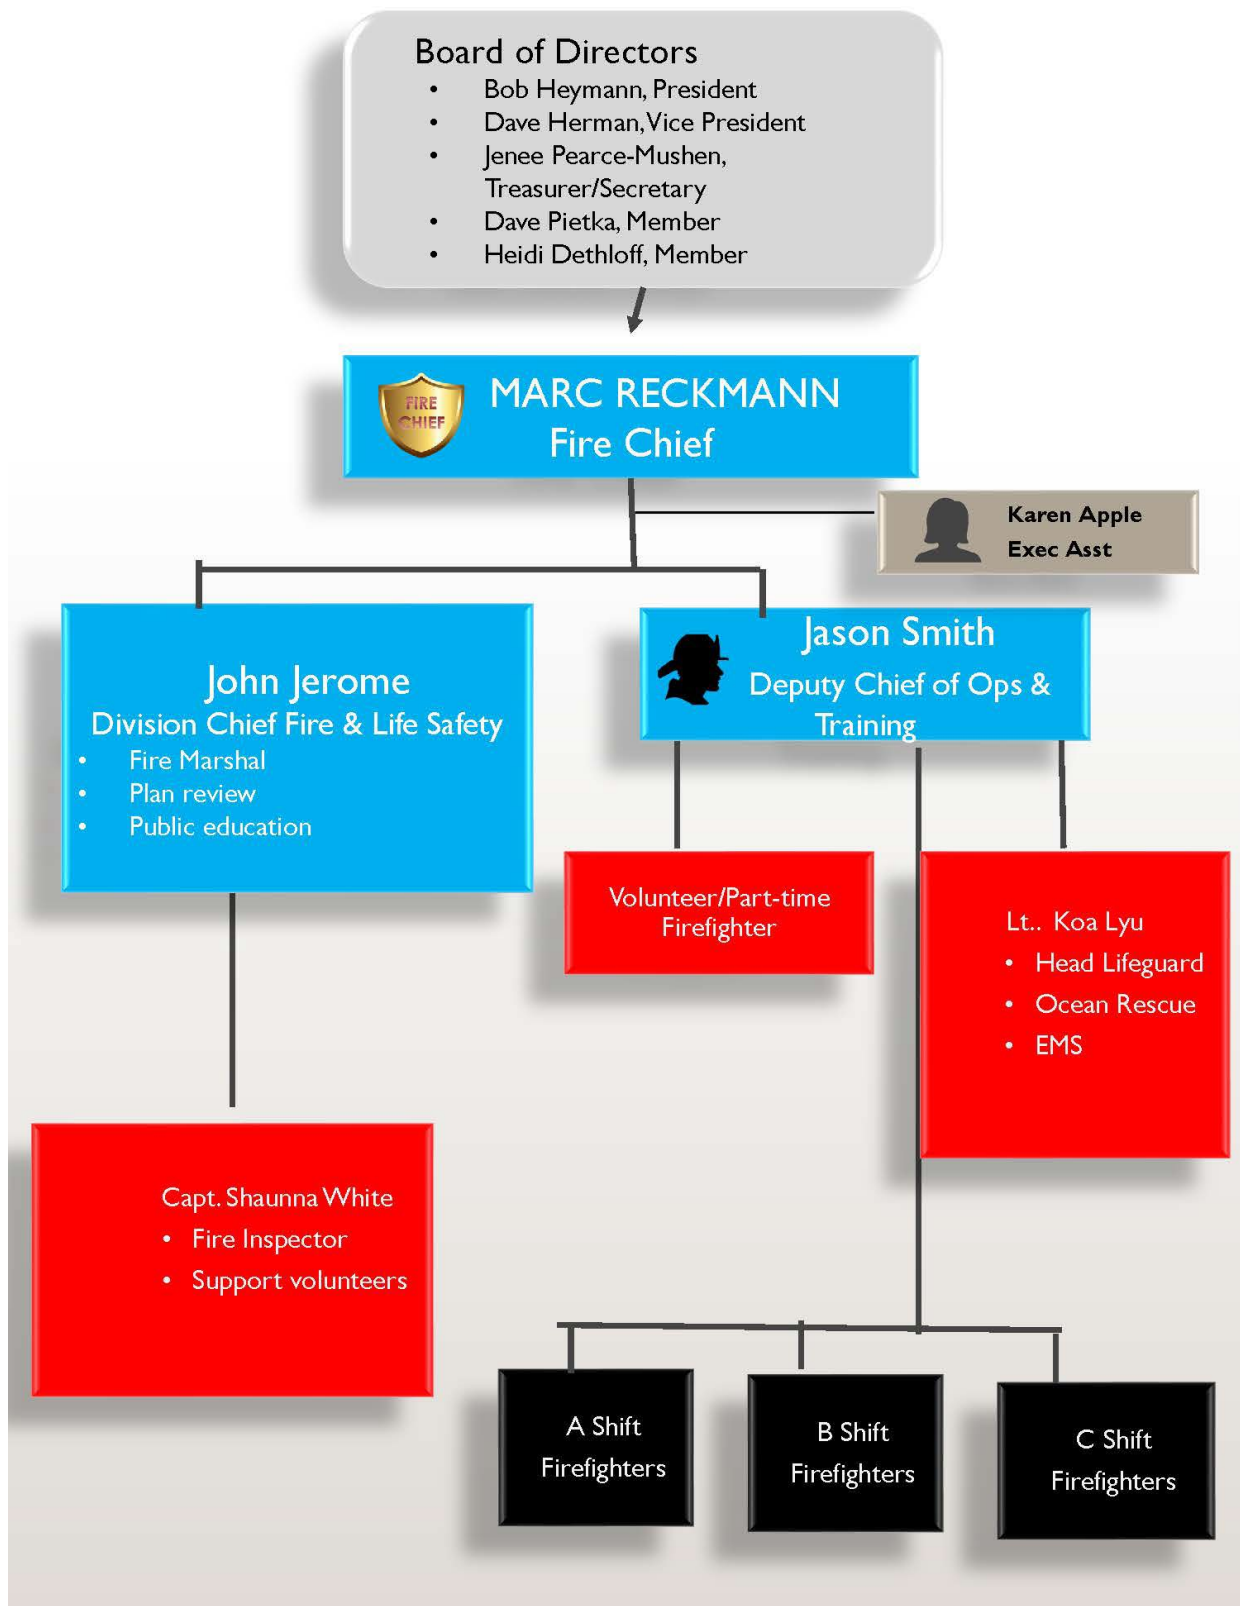 Board of Directors
• Bob Heymann, President
• Dave Herman, Vice President
• Jenee Pearce-Mushen,
Treasurer/Secretary
• Dave Pietka, Member
• Heidi Dethloff, Member
FIRE
CHIEF
MARC RECKMANN
Fire Chief
Karen Apple
Exec Asst
John Jerome
Division Chief Fire & Life Safety
• Fire Marshal
• Plan review
• Public education
Jason Smith
Deputy Chief of Ops &
Training
Volunteer/Part-time
Firefighter
Lt.. Koa Lyu
• Head Lifeguard
• Ocean Rescue
• EMS
Capt. Shaunna White
• Fire Inspector
• Support volunteers
A Shift
Firefighters
B Shift
Firefighters
C Shift
Firefighters